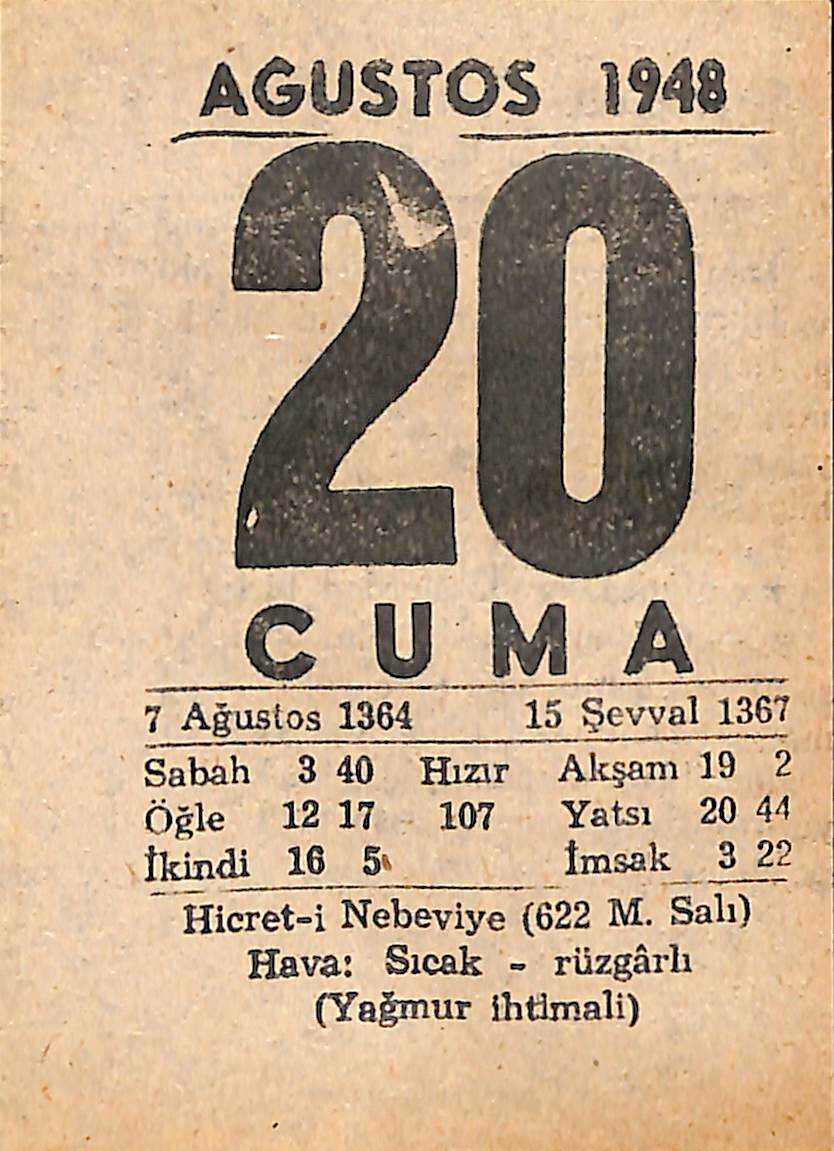 AĞUSTOS 1948
20
CUMA
7 Ağustos 1364 15 Şevval 1367
Sabah 3 40 Hızır Akşam 19 2
Öğle 12 17 107 Yatsı 20 44
İkindi 16 5 İmsak 3 22
Hicret-i Nebeviye (622 M. Salı)
Hava: Sıcak - rüzgârlı
(Yağmur ihtimali)